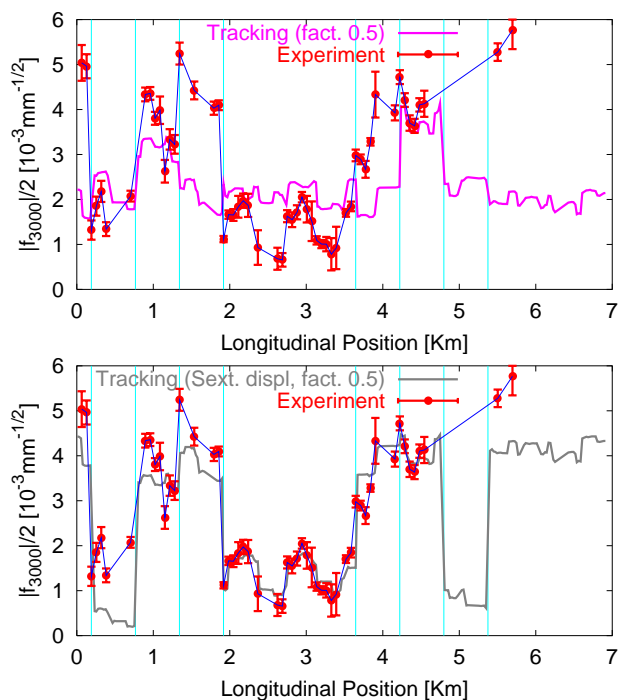 6
5
4
3
2
1
0
|f3000|/2 [10-3mm-1/2]
Tracking (fact. 0.5)
Experiment
0 1 2 3 4 5 6 7
Longitudinal Position [Km]
6
5
4
3
2
1
0
|f3000|/2 [10-3mm-1/2]
Tracking (Sext. displ, fact. 0.5)
Experiment
0 1 2 3 4 5 6 7
Longitudinal Position [Km]